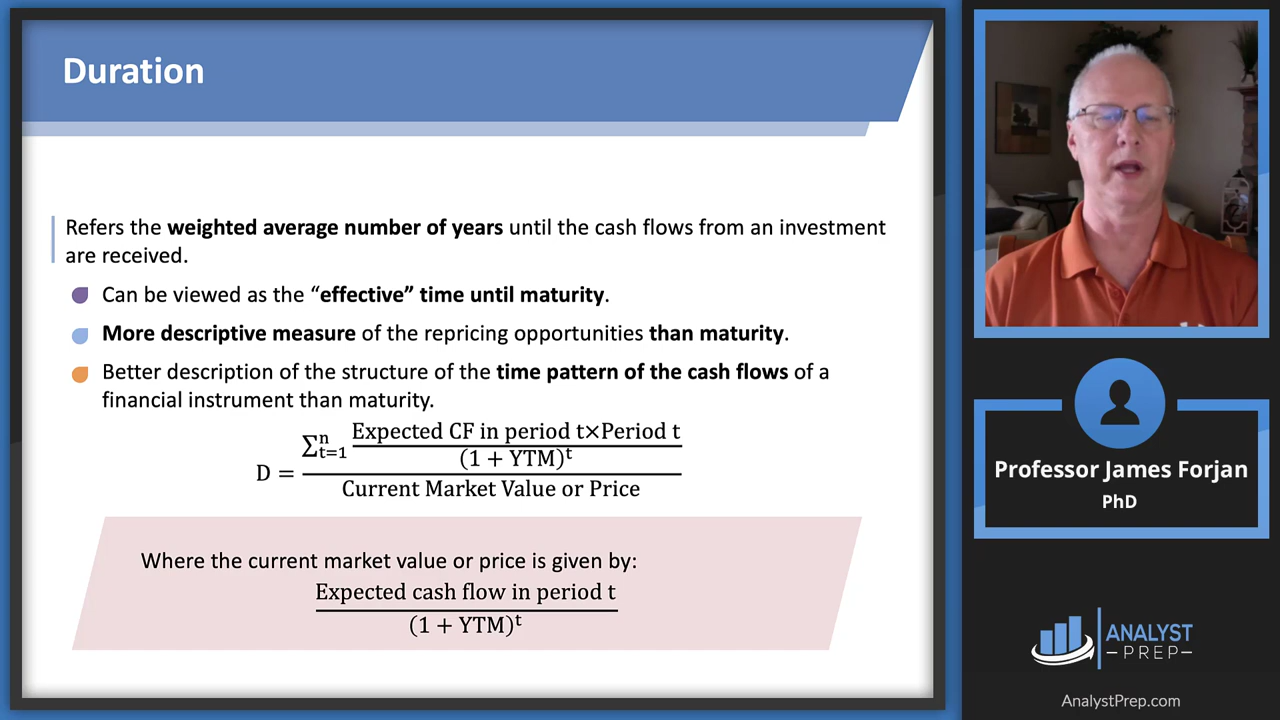 Duration
Refers the weighted average number of years until the cash flows from an investment
are received.
Can be viewed as the “effective” time until maturity.
More descriptive measure of the repricing opportunities than maturity.
Better description of the structure of the time pattern of the cash flows of a
financial instrument than maturity.
D = ∑ⁿₜ₌₁ Expected CF in period t×Period t
(1 + YTM)ᵗ
Current Market Value or Price
Where the current market value or price is given by:
Expected cash flow in period t
(1 + YTM)ᵗ
Professor James Forjan
PhD
ANALYST
PREP
AnalystPrep.com